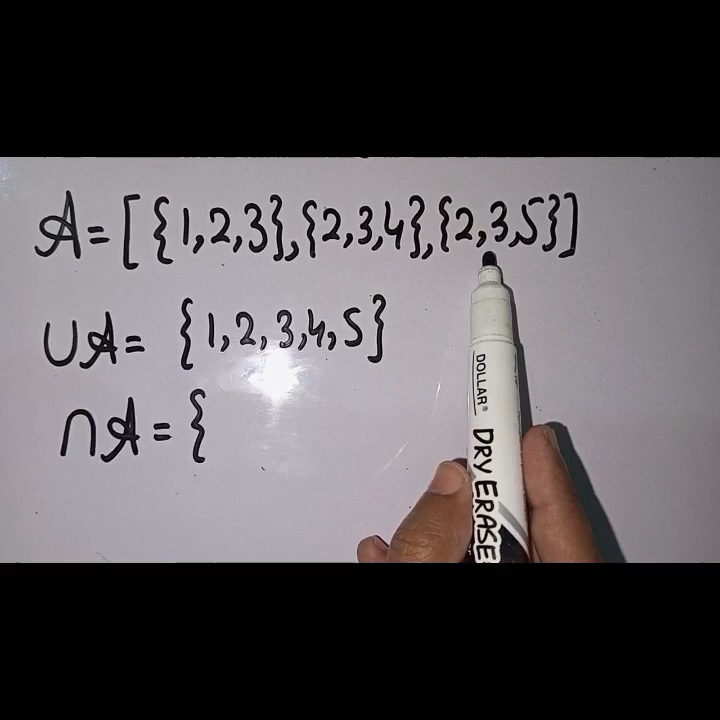 A=[{1,2,3},{2,3,4},{2,3,5}]
∪A= {1,2,3,4,5}
∩A={
DOLLAR®
DRY ERASE